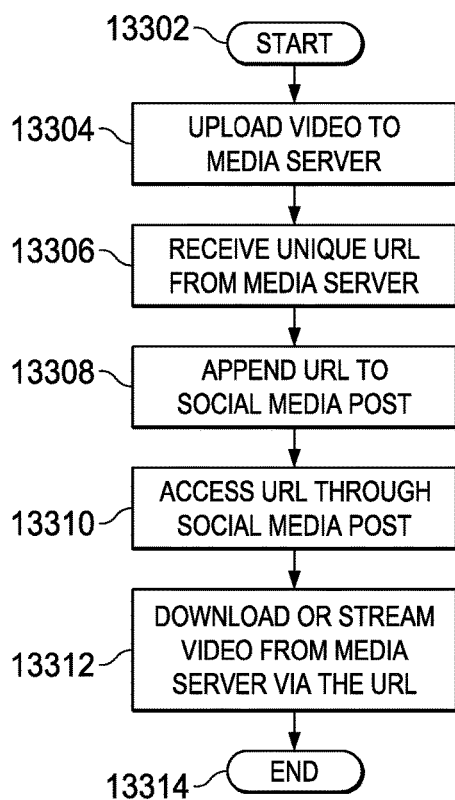 13302
START
13304
UPLOAD VIDEO TO
MEDIA SERVER
13306
RECEIVE UNIQUE URL
FROM MEDIA SERVER
13308
APPEND URL TO
SOCIAL MEDIA POST
13310
ACCESS URL THROUGH
SOCIAL MEDIA POST
13312
DOWNLOAD OR STREAM
VIDEO FROM MEDIA
SERVER VIA THE URL
13314
END